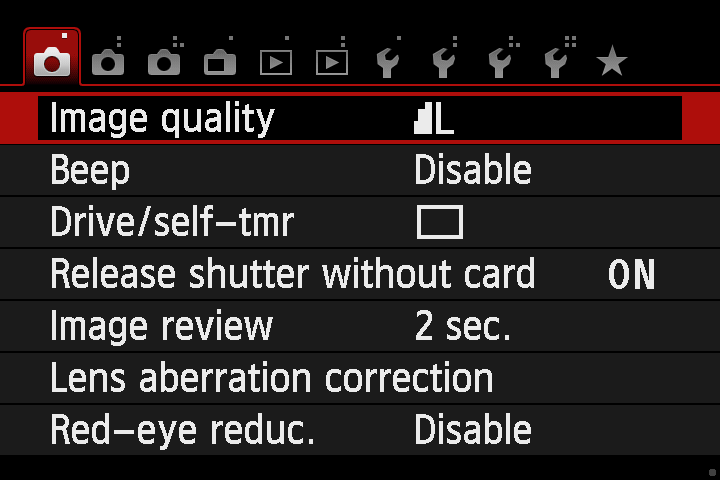 Image quality L
Beep Disable
Drive/self-tmr
Release shutter without card ON
Image review 2 sec.
Lens aberration correction
Red-eye reduc. Disable